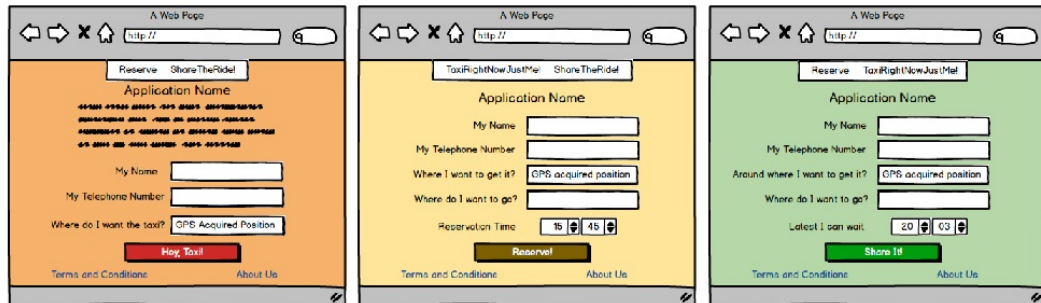 A Web Page
http://
Reserve ShareTheRide!
Application Name
My Name
My Telephone Number
Where do I want the taxi? GPS Acquired Position
Hey, Taxi!
Terms and Conditions About Us
A Web Page
http://
TaxiRightNowJustMe! ShareTheRide!
Application Name
My Name
My Telephone Number
Where I want to get it? GPS acquired position
Where do I want to go?
Reservation Time 15 45
Reserve!
Terms and Conditions About Us
A Web Page
http://
Reserve TaxiRightNowJustMe!
Application Name
My Name
My Telephone Number
Around where I want to get it? GPS acquired position
Where do I want to go?
Latest I can wait 20 03
Share It!
Terms and Conditions About Us